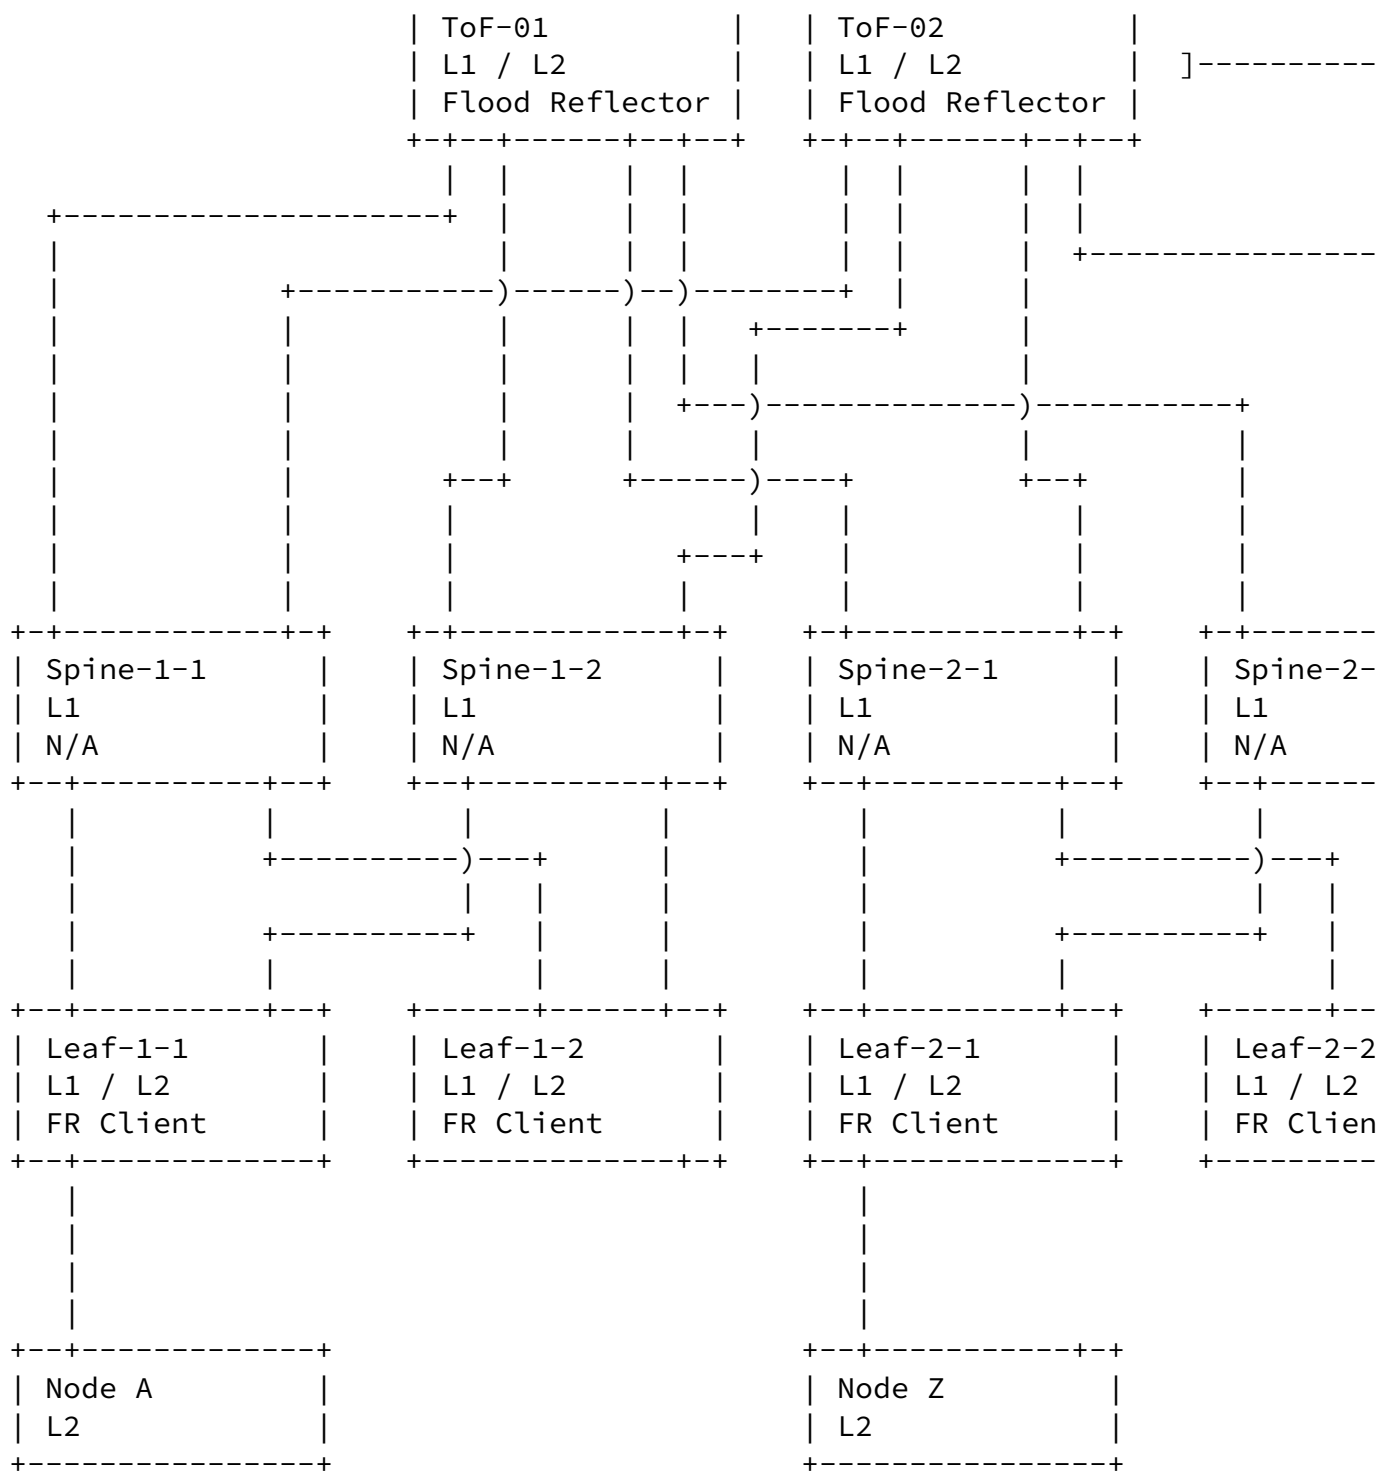 ToF-01 ToF-02
L1 / L2 L1 / L2
Flood Reflector Flood Reflector
Spine-1-1 Spine-1-2 Spine-2-1 Spine-2-
L1 L1 L1 L1
N/A N/A N/A N/A
Leaf-1-1 Leaf-1-2 Leaf-2-1 Leaf-2-2
L1 / L2 L1 / L2 L1 / L2 L1 / L2
FR Client FR Client FR Client FR Clien
Node A Node Z
L2 L2